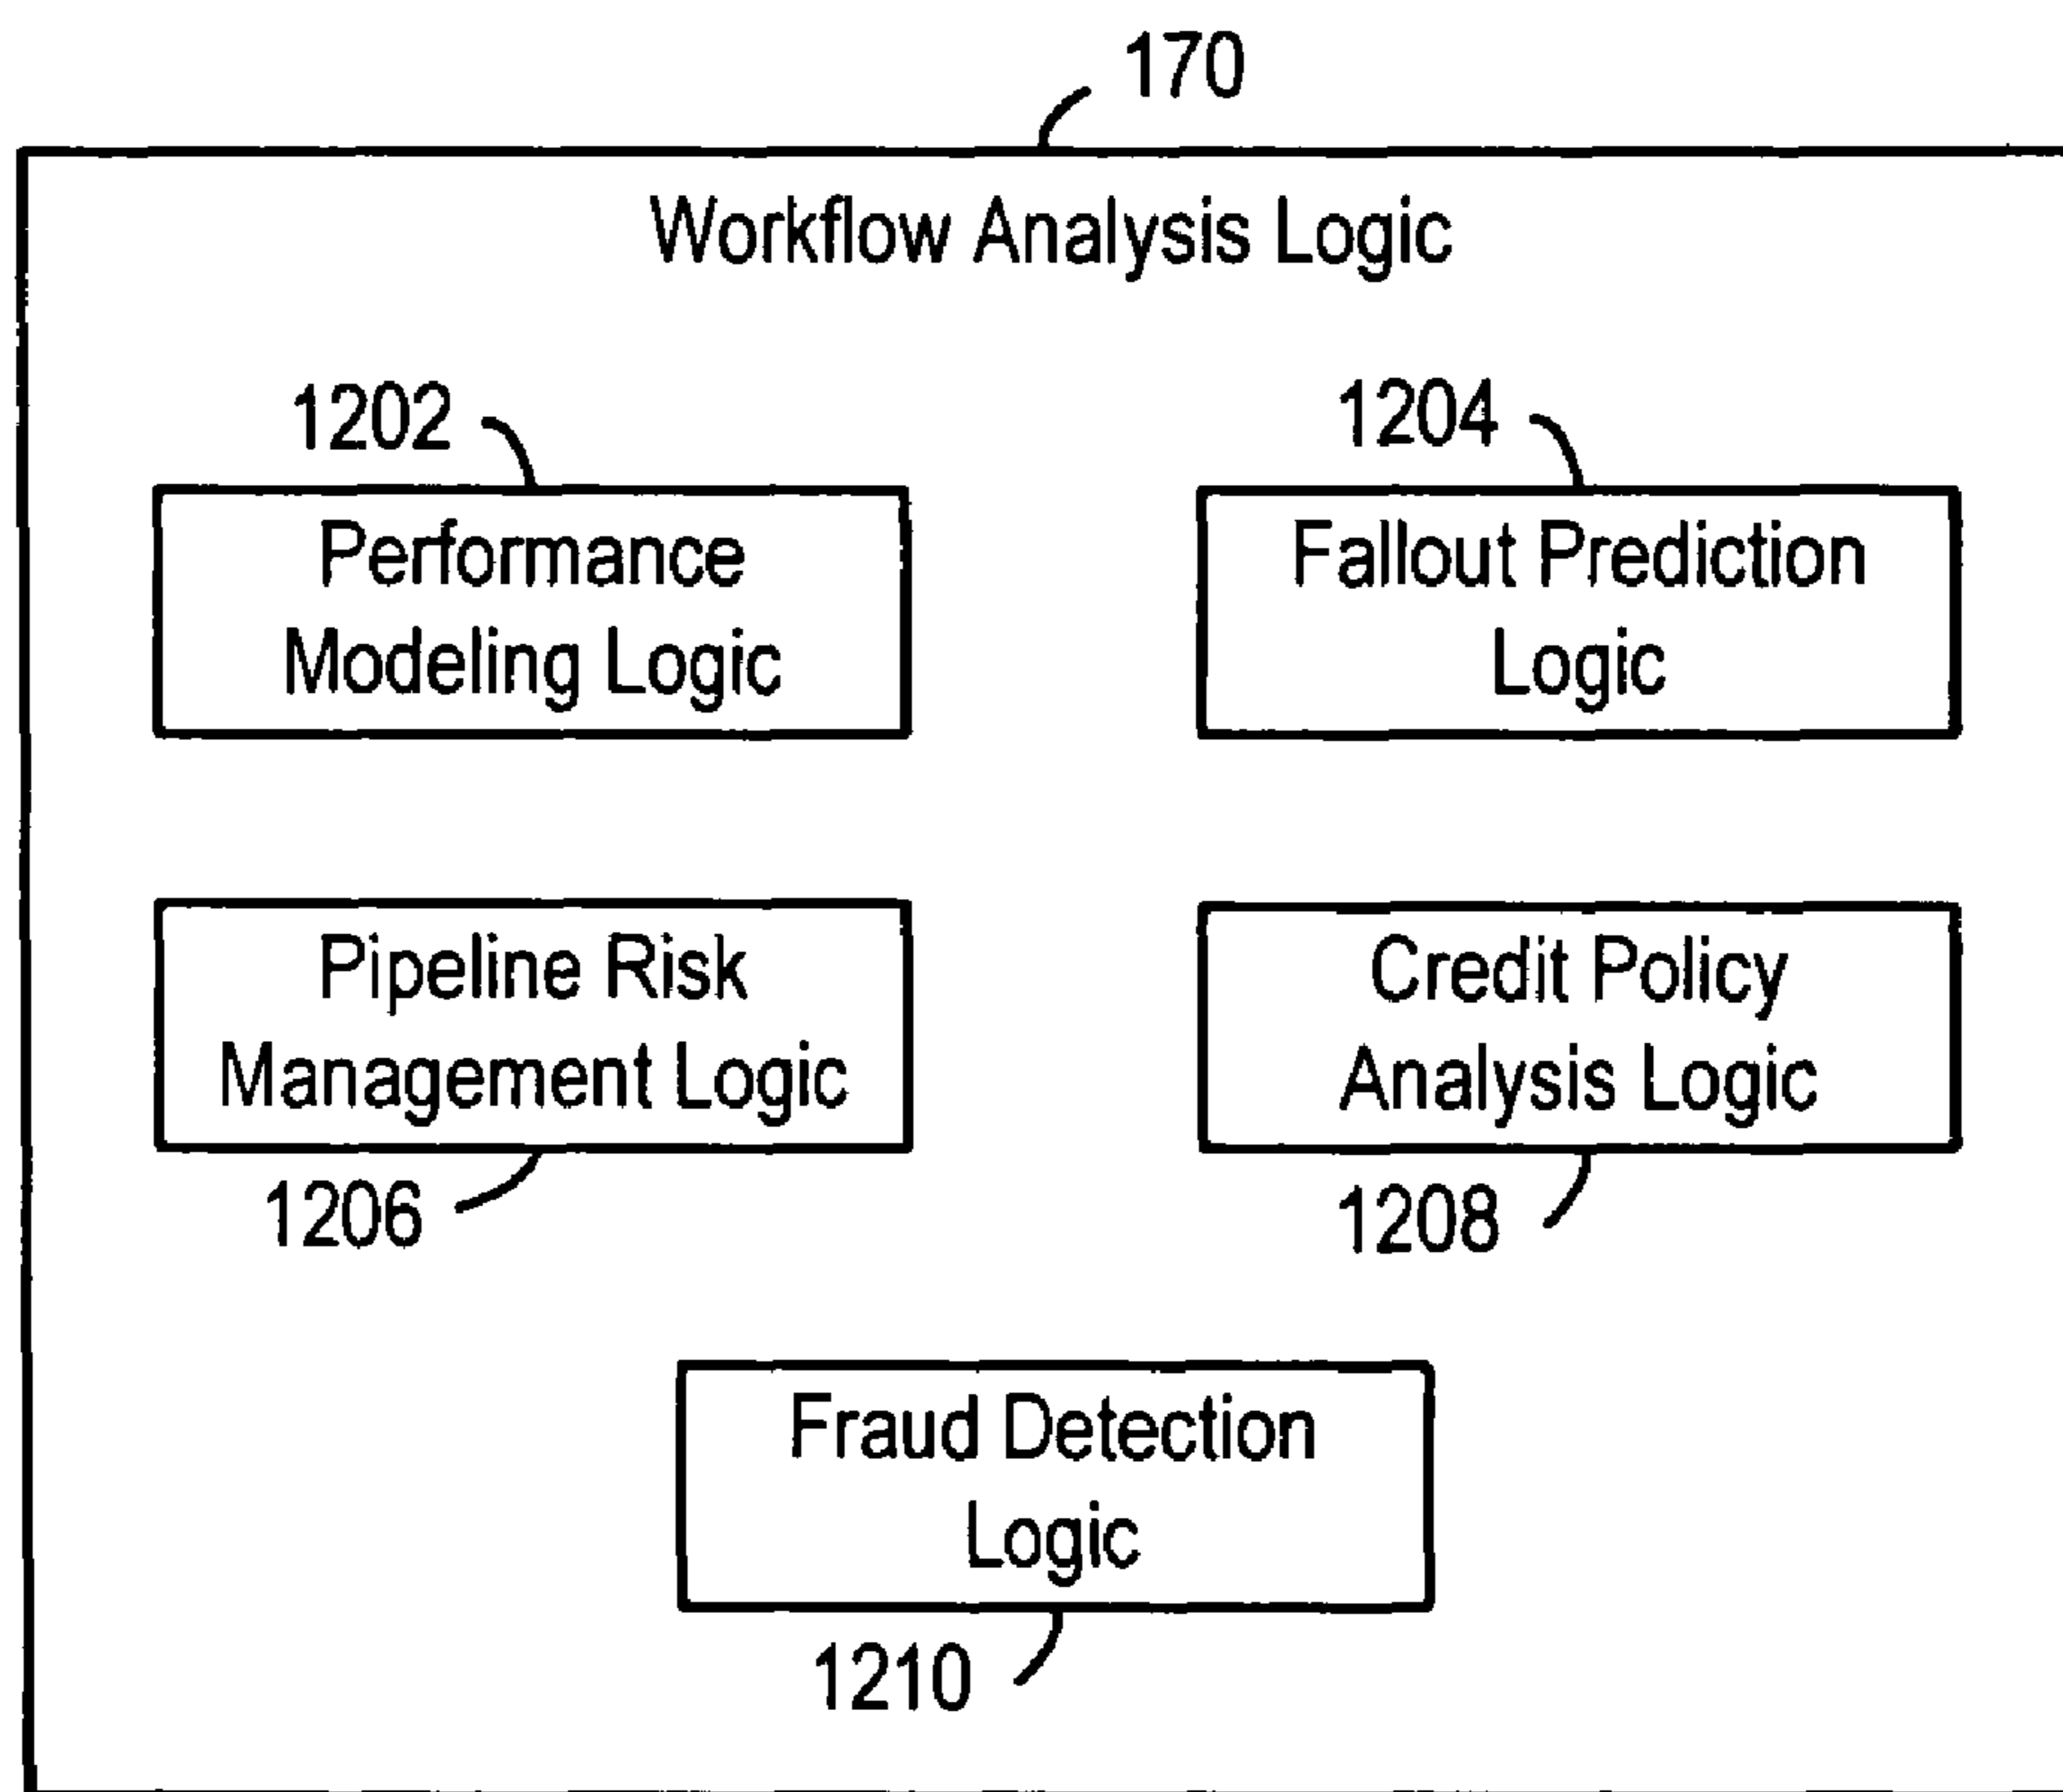 170
Workflow Analysis Logic
1202
1204
Performance
Modeling Logic
Fallout Prediction
Logic
Pipeline Risk
Management Logic
Credit Policy
Analysis Logic
1206
1208
Fraud Detection
Logic
1210